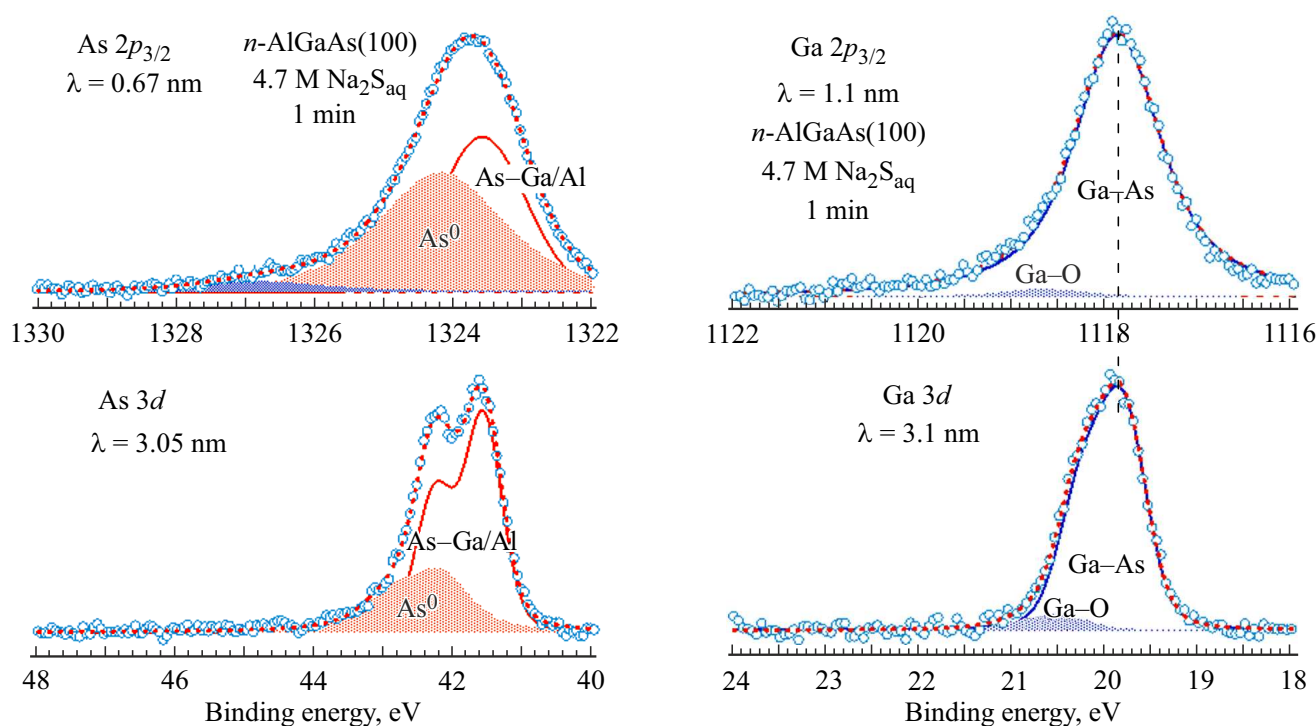 As 2p3/2
λ = 0.67 nm
n-AlGaAs(100)
4.7 M Na2Saq
1 min
As–Ga/Al
As0
1330 1328 1326 1324 1322
Ga 2p3/2
λ = 1.1 nm
n-AlGaAs(100)
4.7 M Na2Saq
1 min
Ga–As
Ga–O
1122 1120 1118 1116
As 3d
λ = 3.05 nm
As–Ga/Al
As0
48 46 44 42 40
Binding energy, eV
Ga 3d
λ = 3.1 nm
Ga–As
Ga–O
24 23 22 21 20 19 18
Binding energy, eV